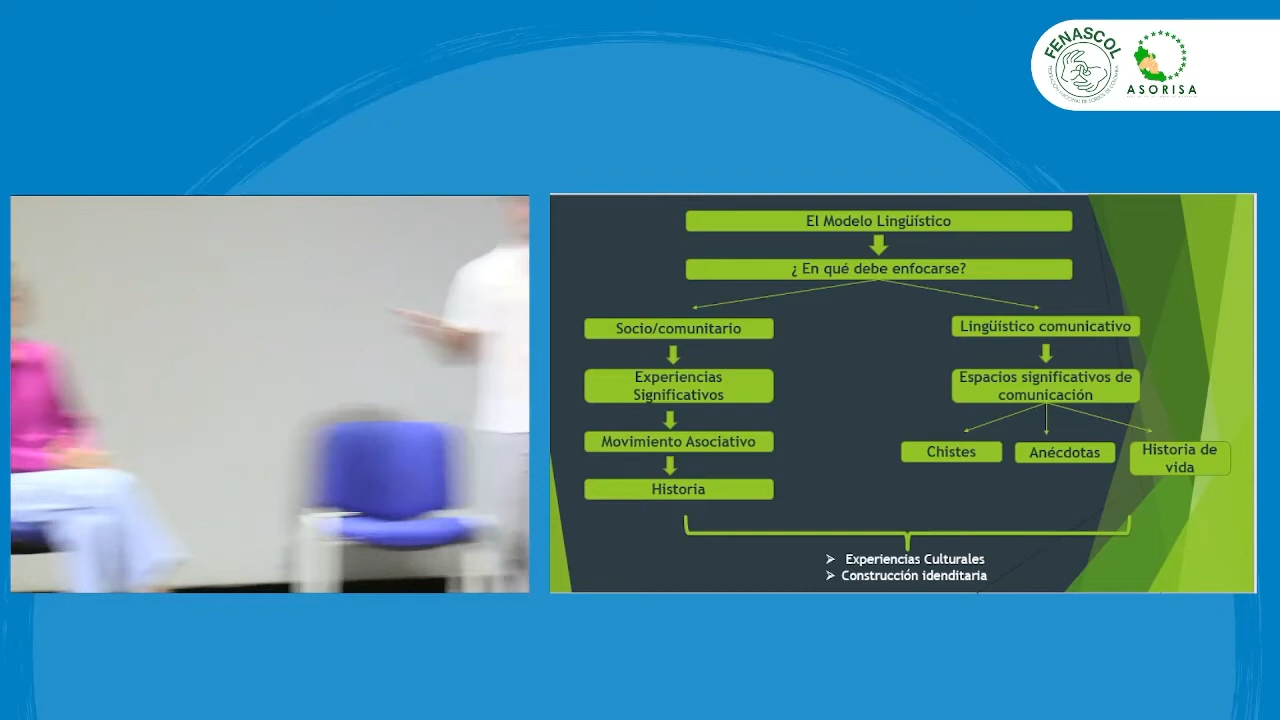 FENASCOL
ASORISA
El Modelo Lingüístico
¿ En qué debe enfocarse?
Socio/comunitario
Lingüístico comunicativo
Experiencias
Significativos
Espacios significativos de
comunicación
Movimiento Asociativo
Chistes
Anécdotas
Historia de
vida
Historia
➢ Experiencias Culturales
➢ Construcción idenditaria